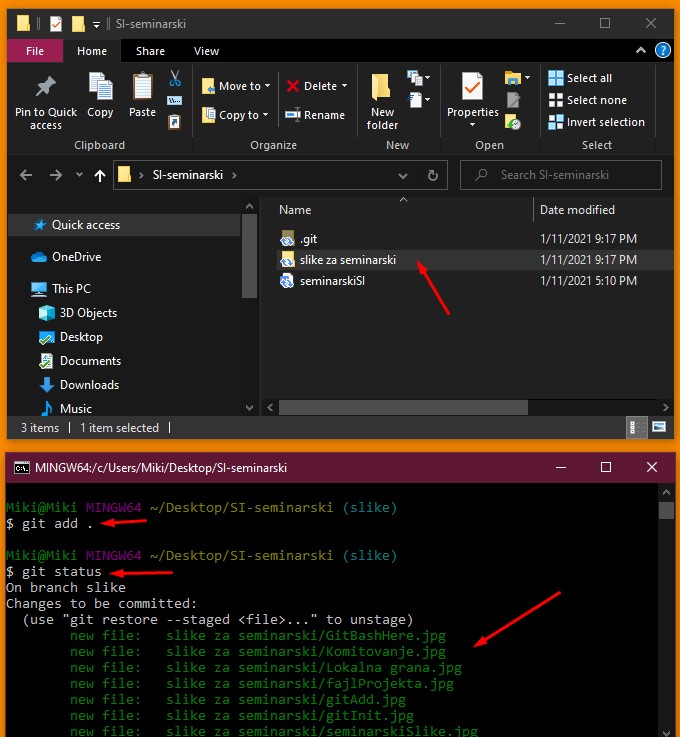 SI-seminarski
File Home Share View
Pin to Quick access
Copy
Paste
Move to
Copy to
Delete
Rename
New folder
Properties
Open
Select all
Select none
Invert selection
Clipboard Organize New Open Select
SI-seminarski
Search SI-seminarski
Name Date modified
Quick access
OneDrive
This PC
3D Objects
Desktop
Documents
Downloads
Music
.git 1/11/2021 9:17 PM
slike za seminarski 1/11/2021 9:17 PM
seminarskiSI 1/11/2021 5:10 PM
3 items 1 item selected
MINGW64:/c/Users/Miki/Desktop/SI-seminarski
Miki@Miki MINGW64 ~/Desktop/SI-seminarski (slike)
$ git add .
Miki@Miki MINGW64 ~/Desktop/SI-seminarski (slike)
$ git status
On branch slike
Changes to be committed:
(use "git restore --staged <file>..." to unstage)
new file: slike za seminarski/GitBashHere.jpg
new file: slike za seminarski/Komitovanje.jpg
new file: slike za seminarski/Lokalna grana.jpg
new file: slike za seminarski/fajlProjekta.jpg
new file: slike za seminarski/gitAdd.jpg
new file: slike za seminarski/gitInit.jpg
new file: slike za seminarski/seminarskiSlike.jpg